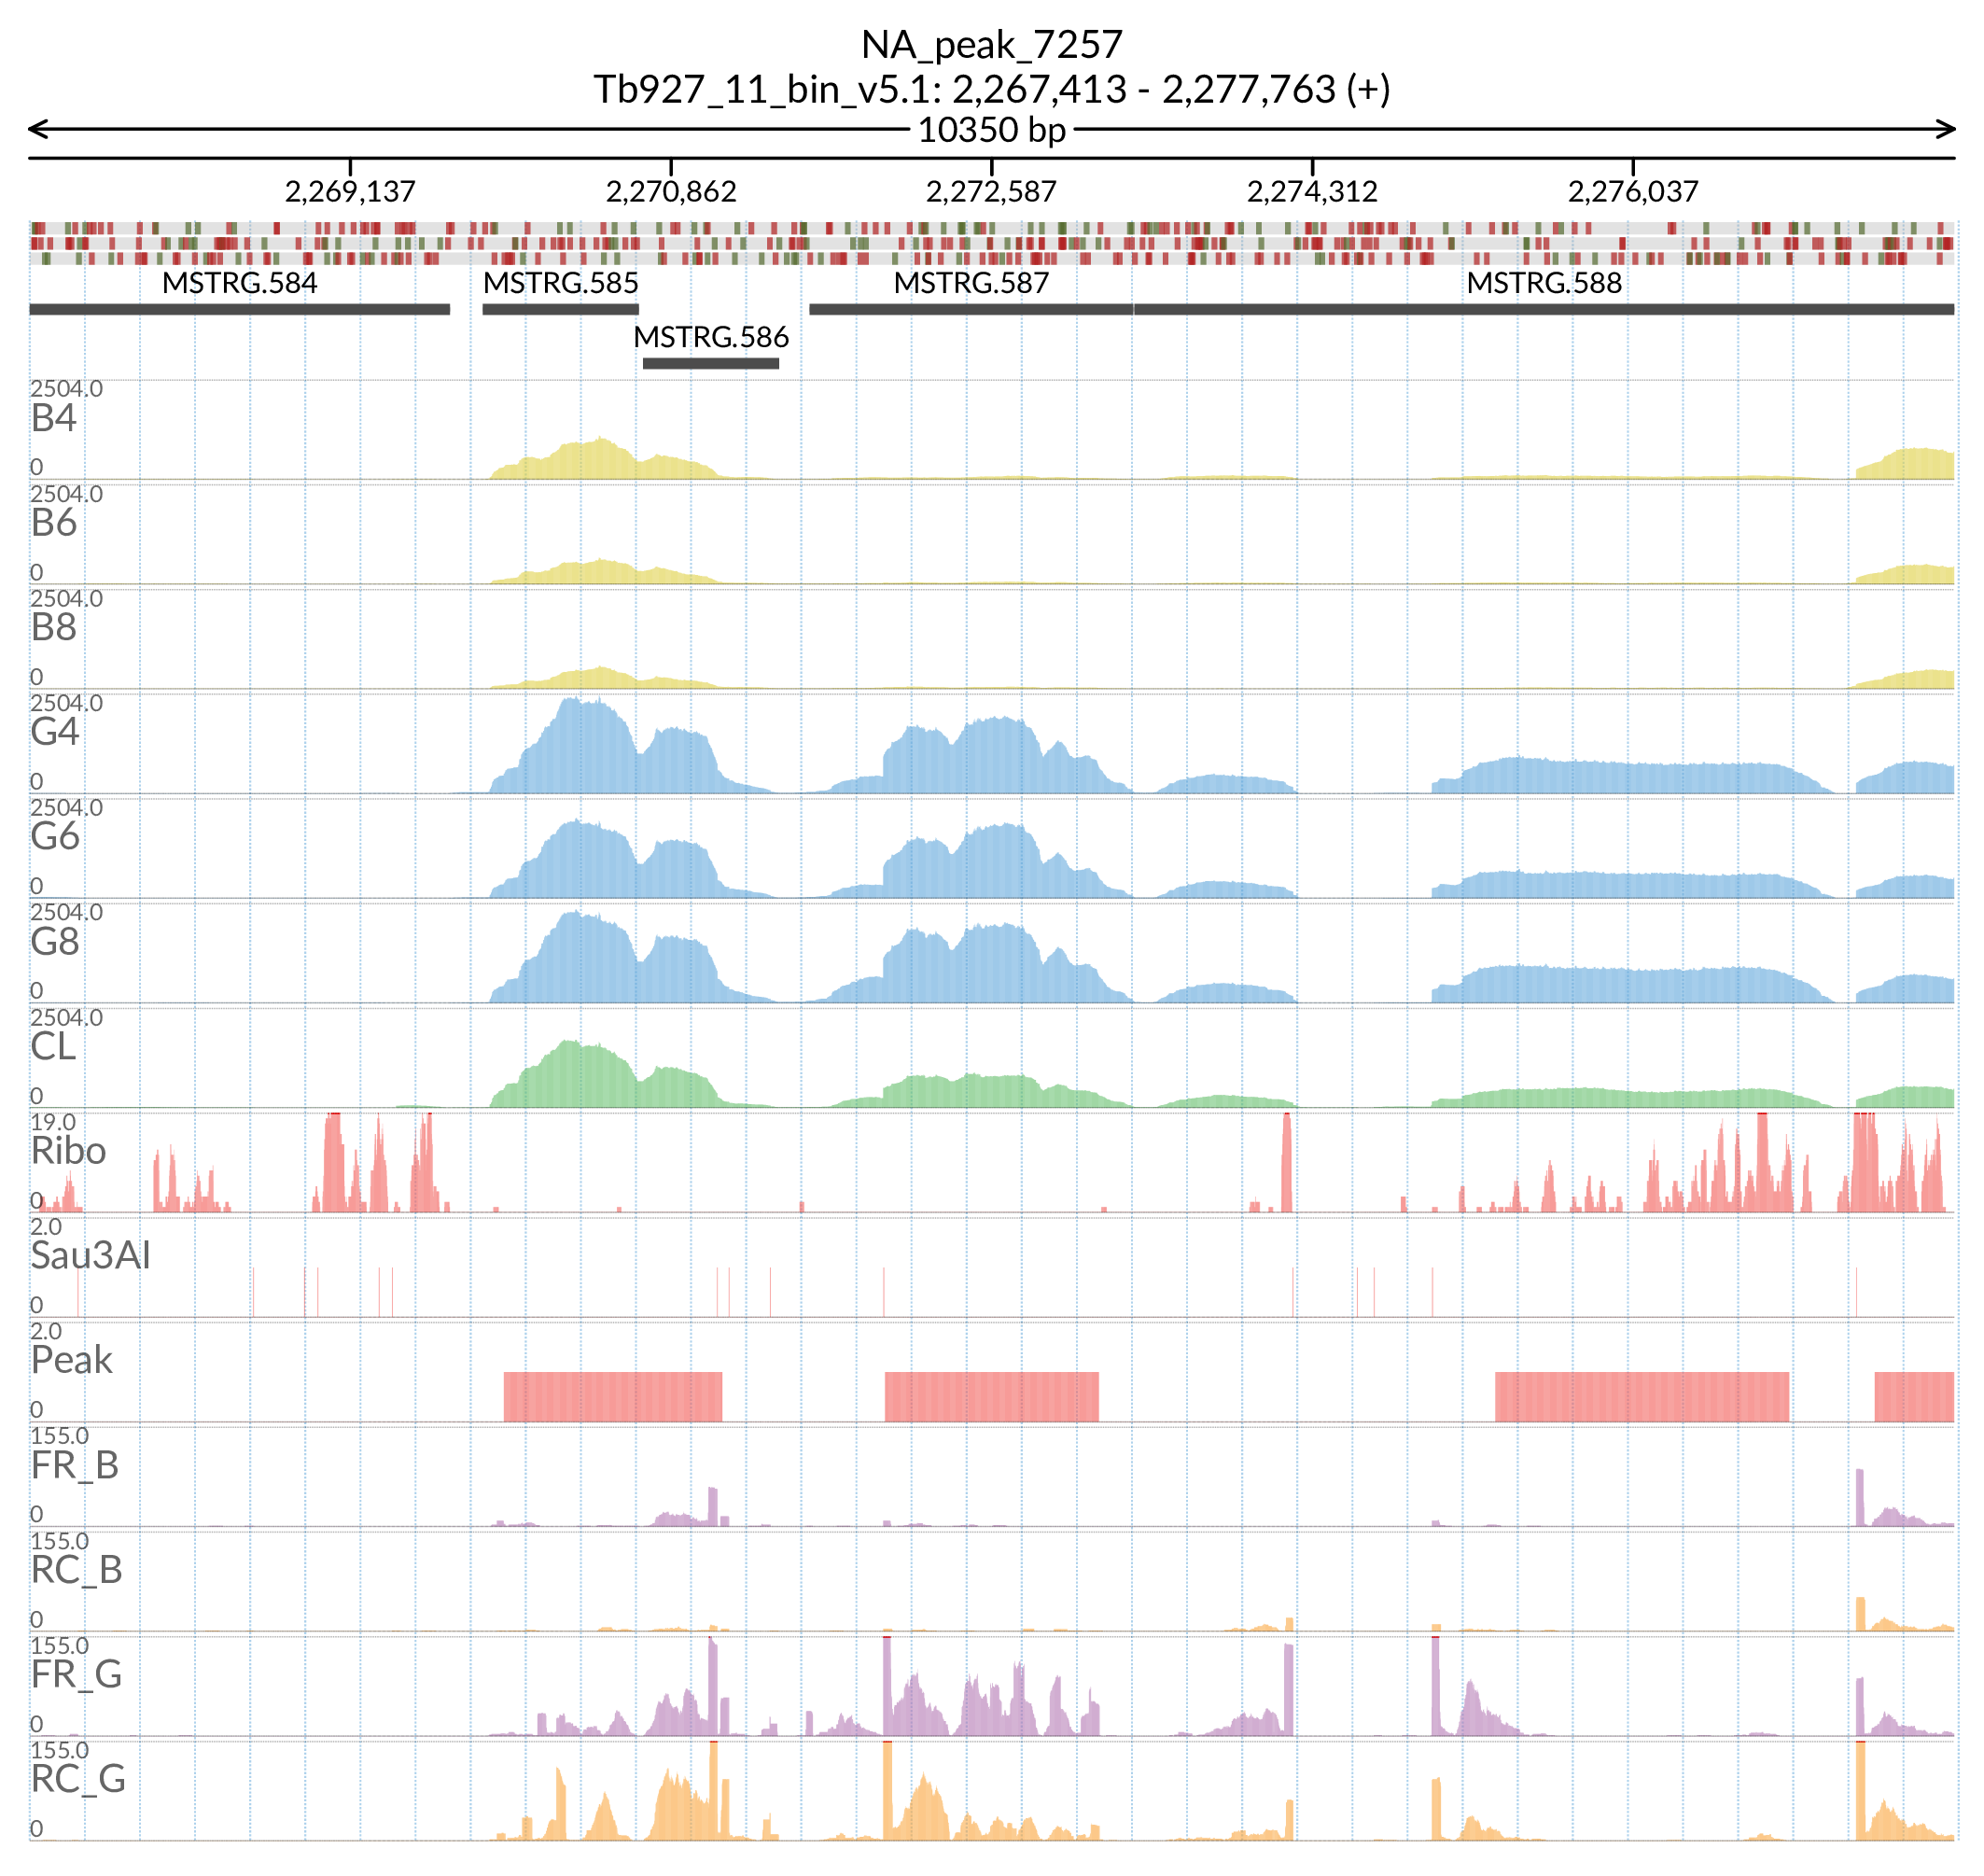 NA_peak_7257
Tb927_11_bin_v5.1: 2,267,413 - 2,277,763 (+)
10350 bp
2,269,137 2,270,862 2,272,587 2,274,312 2,276,037
MSTRG.584 MSTRG.585 MSTRG.587 MSTRG.588
MSTRG.586
2504.0
B4
0
2504.0
B6
0
2504.0
B8
0
2504.0
G4
0
2504.0
G6
0
2504.0
G8
0
2504.0
CL
0
19.0
Ribo
0
2.0
Sau3AI
0
2.0
Peak
0
155.0
FR_B
0
155.0
RC_B
0
155.0
FR_G
0
155.0
RC_G
0